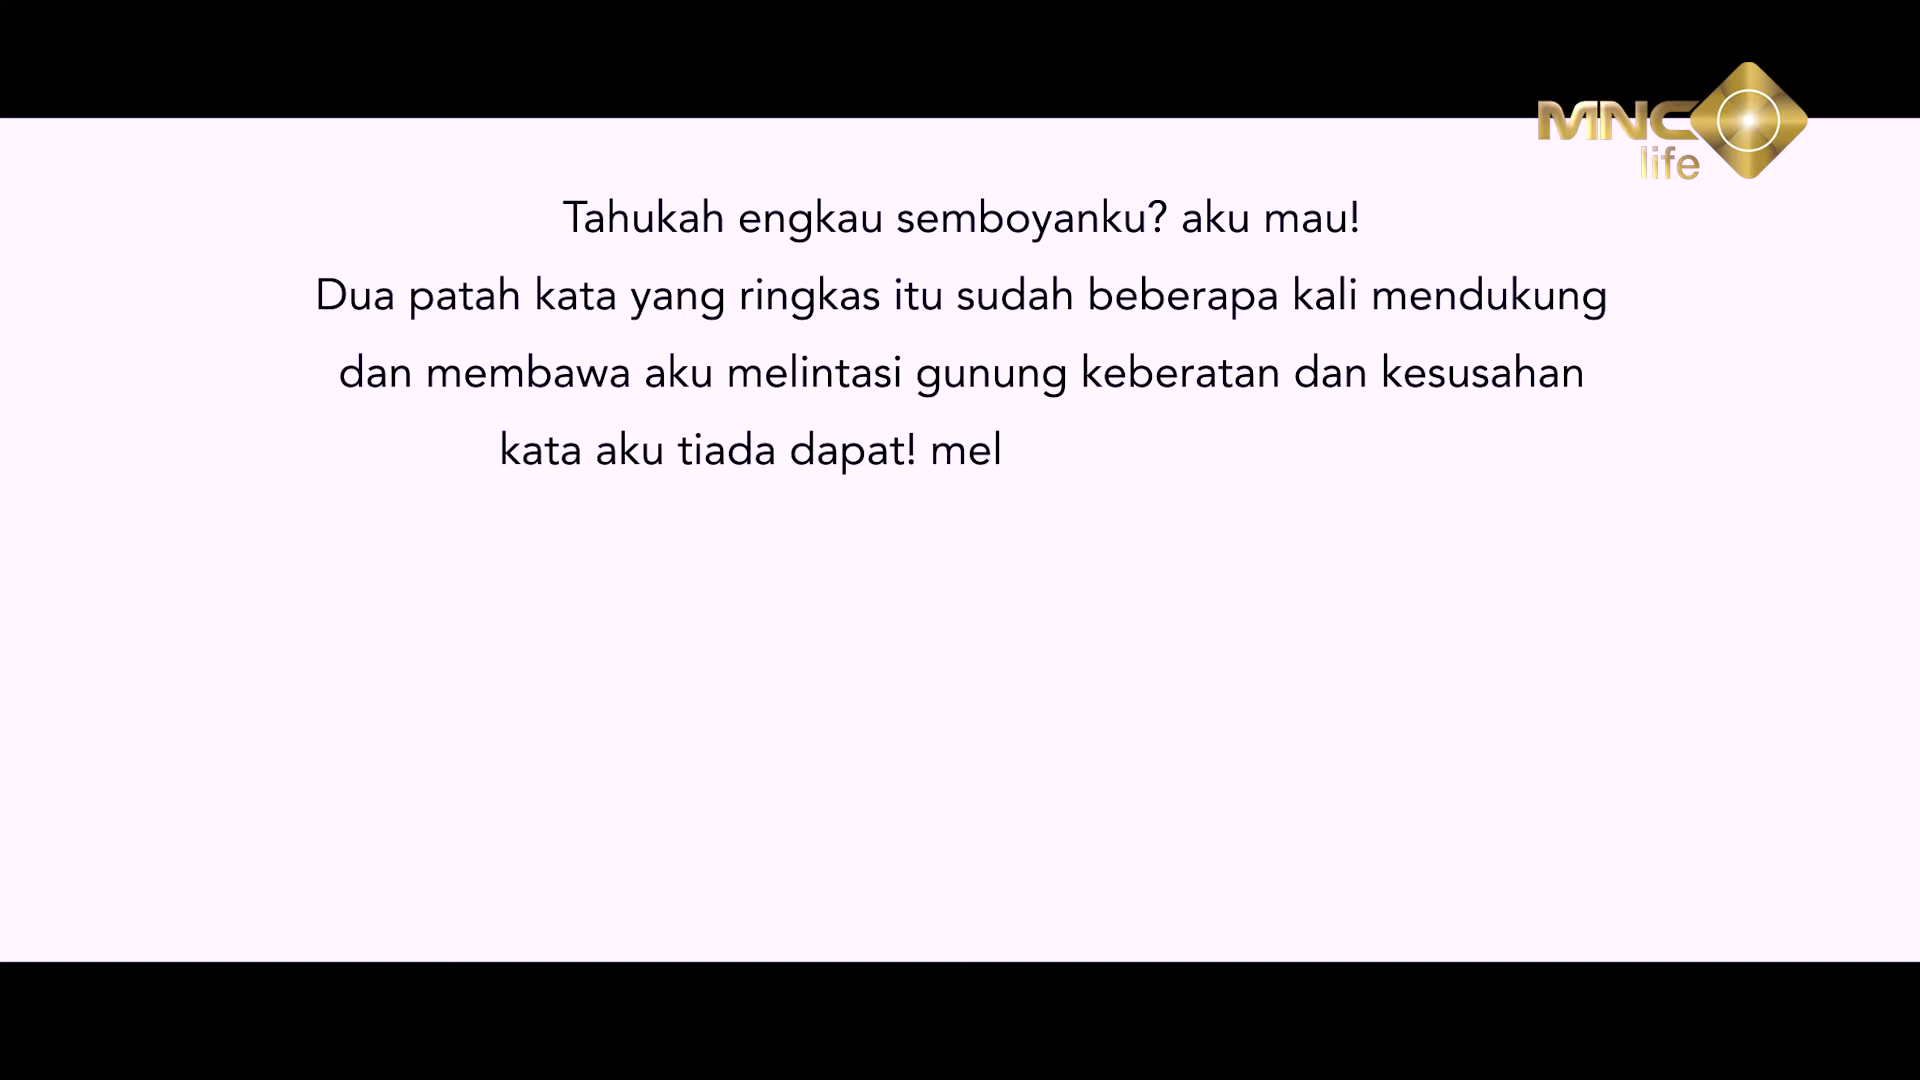 MNC
life
Tahukah engkau semboyanku? aku mau!
Dua patah kata yang ringkas itu sudah beberapa kali mendukung
dan membawa aku melintasi gunung keberatan dan kesusahan
kata aku tiada dapat! mel